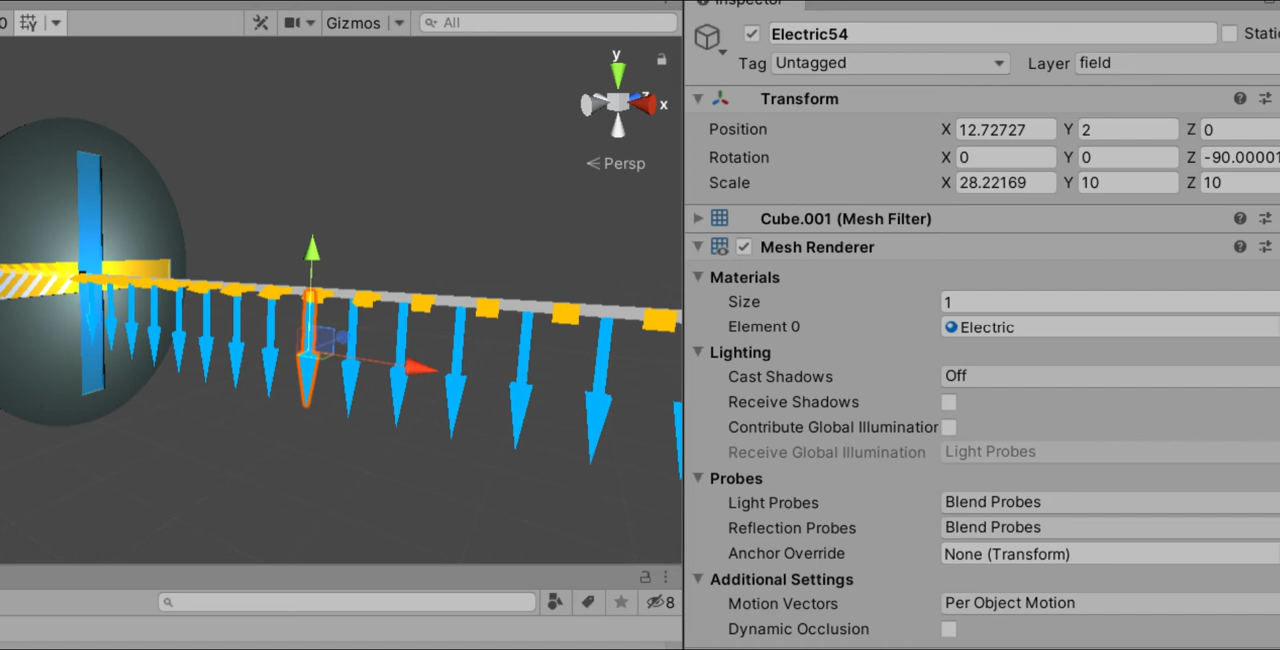 0
Gizmos
All
y
x
z
Persp
8
Inspector
Electric54
Static
Tag Untagged Layer field
Transform
Position X 12.72727 Y 2 Z 0
Rotation X 0 Y 0 Z -90.00001
Scale X 28.22169 Y 10 Z 10
Cube.001 (Mesh Filter)
Mesh Renderer
Materials
Size 1
Element 0 Electric
Lighting
Cast Shadows Off
Receive Shadows
Contribute Global Illumination
Receive Global Illumination Light Probes
Probes
Light Probes Blend Probes
Reflection Probes Blend Probes
Anchor Override None (Transform)
Additional Settings
Motion Vectors Per Object Motion
Dynamic Occlusion